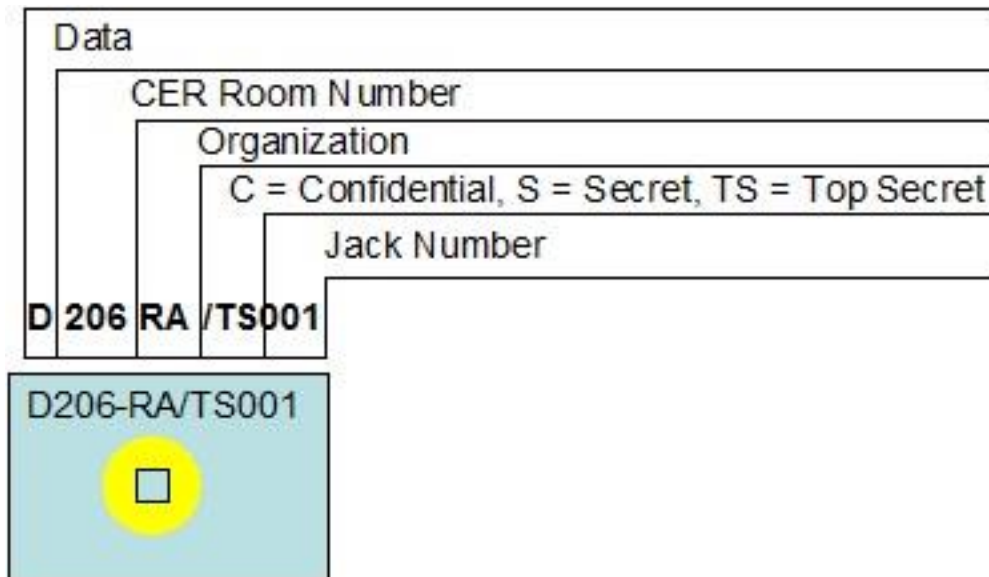 Data
CER Room Number
Organization
C = Confidential, S = Secret, TS = Top Secret
Jack Number
D 206 RA /TS001
D206-RA/TS001